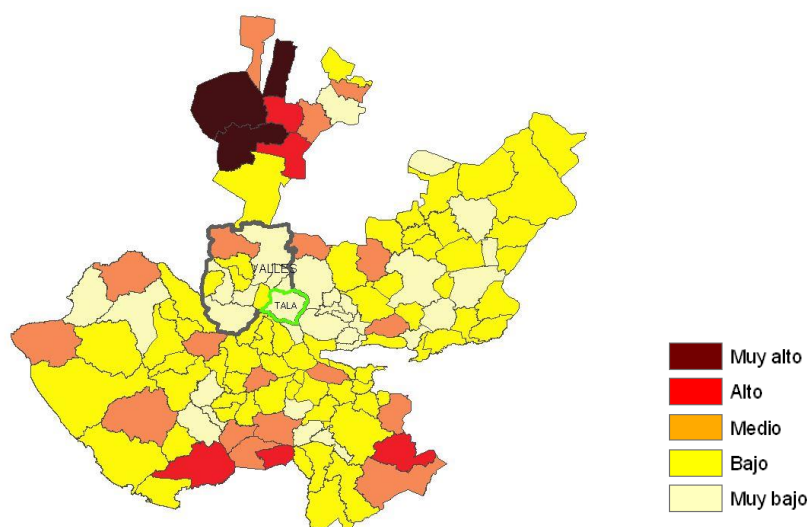 VALLES
TALA
Muy alto
Alto
Medio
Bajo
Muy bajo